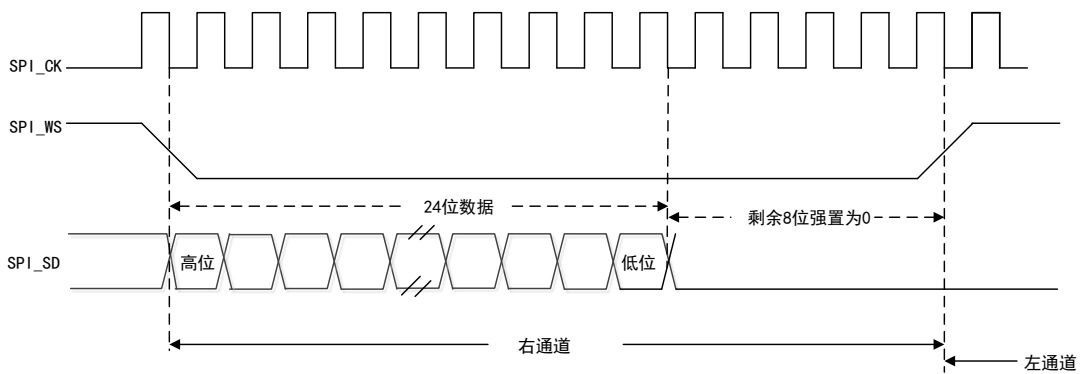 SPI_CK
SPI_WS
24位数据
剩余8位强置为0
SPI_SD
高位
低位
右通道
左通道